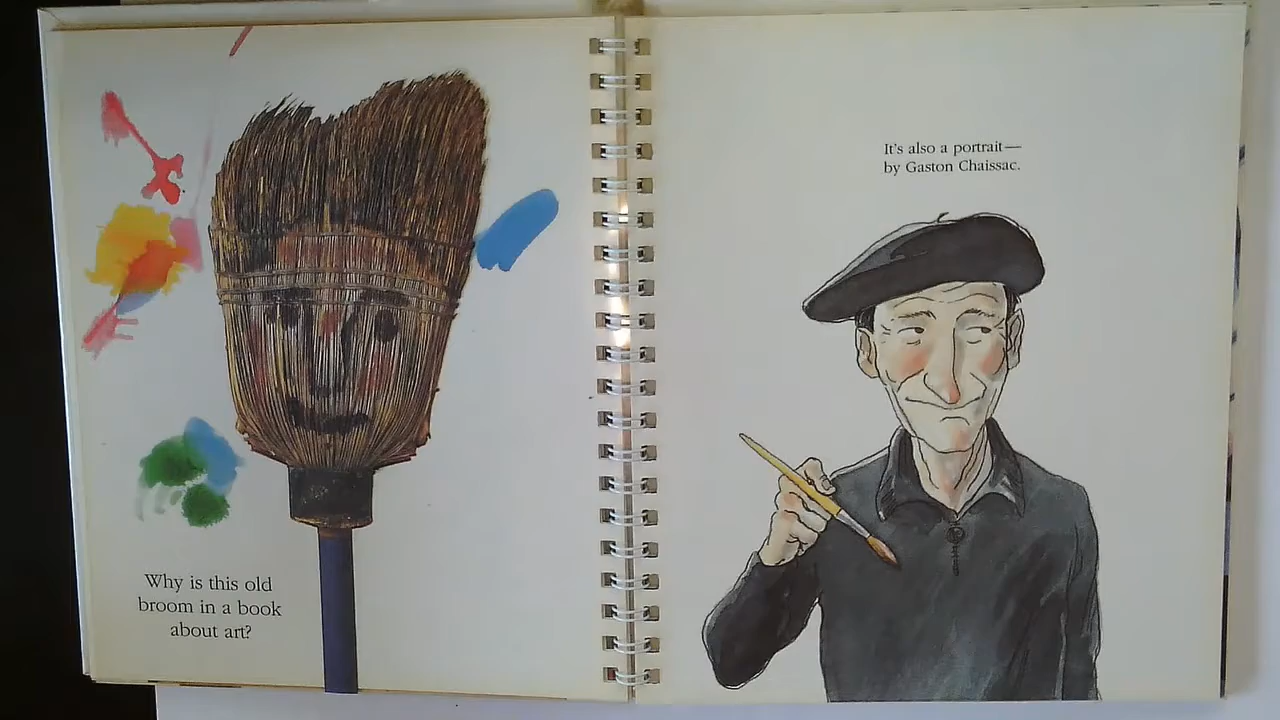 Why is this old
broom in a book
about art?
It's also a portrait—
by Gaston Chaissac.